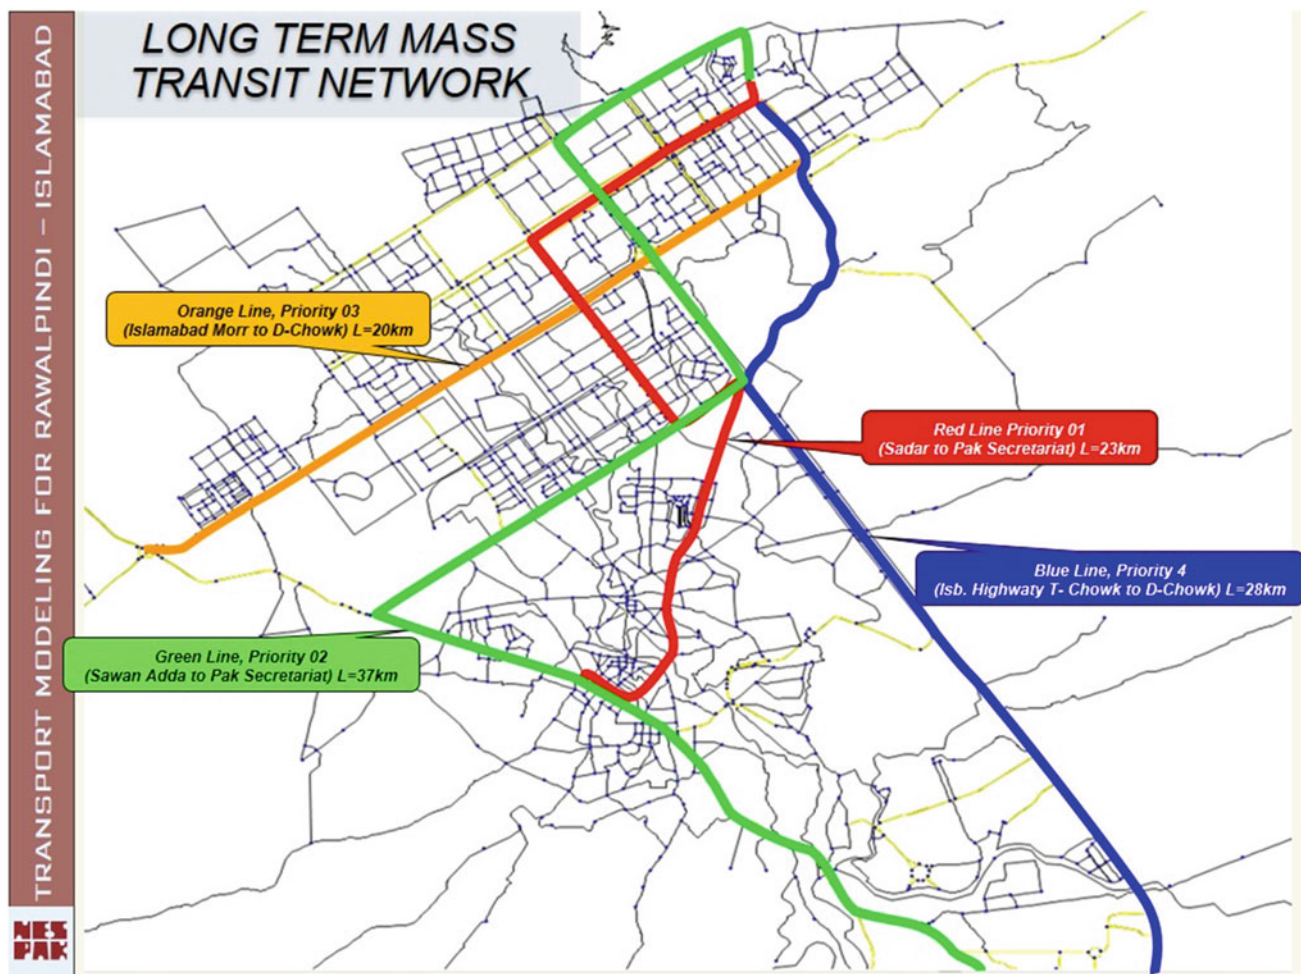 LONG TERM MASS
TRANSIT NETWORK
TRANSPORT MODELING FOR RAWALPINDI – ISLAMABAD
Orange Line, Priority 03
(Islamabad Morr to D-Chowk) L=20km
Red Line Priority 01
(Sadar to Pak Secretariat) L=23km
Blue Line, Priority 4
(Isb. Highwaty T- Chowk to D-Chowk) L=28km
Green Line, Priority 02
(Sawan Adda to Pak Secretariat) L=37km
NES
PAK